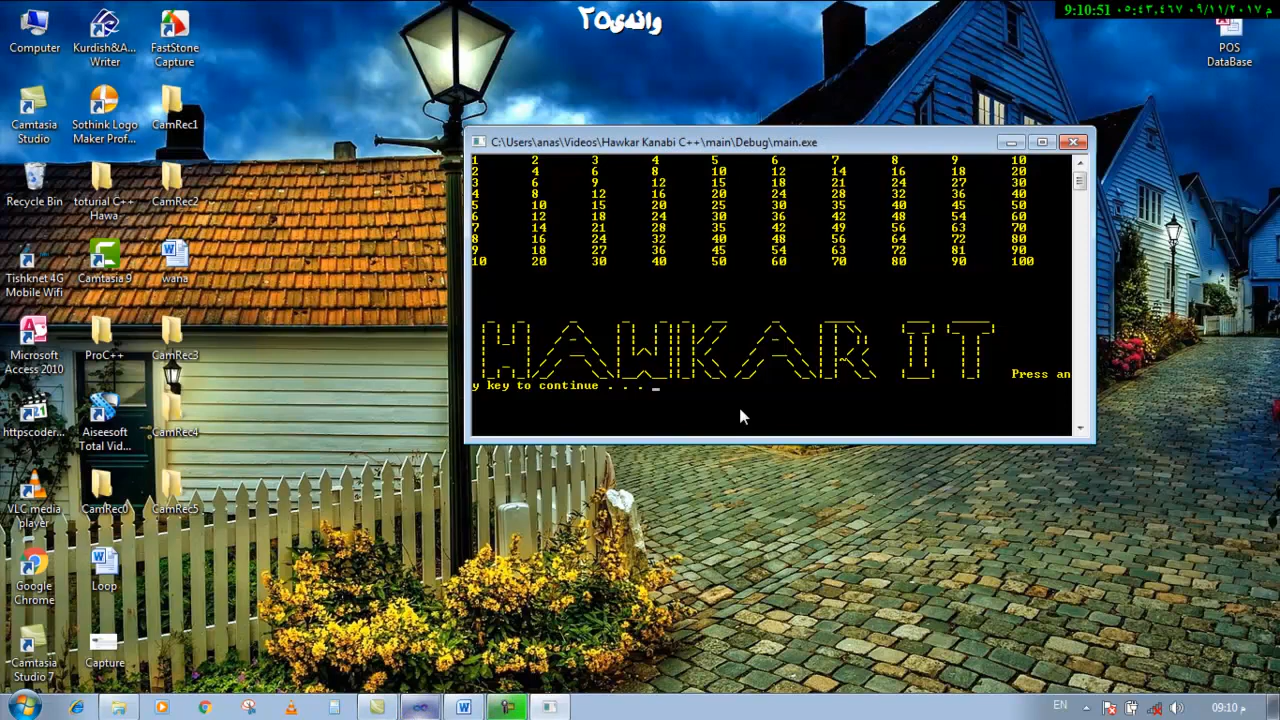 وانەی٢٥
9:10:51 ٠٥:٤٣,٤٦٧ ٠٩/١١/٢٠١٧ م
Computer
Kurdish&A... Writer
FastStone Capture
POS DataBase
Camtasia Studio
Sothink Logo Maker Prof...
CamRec1
Recycle Bin
toturial C++ Hawa
CamRec2
Tishknet 4G Mobile Wifi
Camtasia 9
wana
Microsoft Access 2010
ProC++
CamRec3
httpscoder...
Aiseesoft Total Vid...
CamRec4
VLC media player
CamRec0
CamRec5
Google Chrome
Loop
Camtasia Studio 7
Capture
C:\Users\anas\Videos\Hawkar Kanabi C++\main\Debug\main.exe
1 2 3 4 5 6 7 8 9 10
2 4 6 8 10 12 14 16 18 20
3 6 9 12 15 18 21 24 27 30
4 8 12 16 20 24 28 32 36 40
5 10 15 20 25 30 35 40 45 50
6 12 18 24 30 36 42 48 54 60
7 14 21 28 35 42 49 56 63 70
8 16 24 32 40 48 56 64 72 80
9 18 27 36 45 54 63 72 81 90
10 20 30 40 50 60 70 80 90 100
HAWKAR IT
Press an
y key to continue . . . .
EN
09:10 م